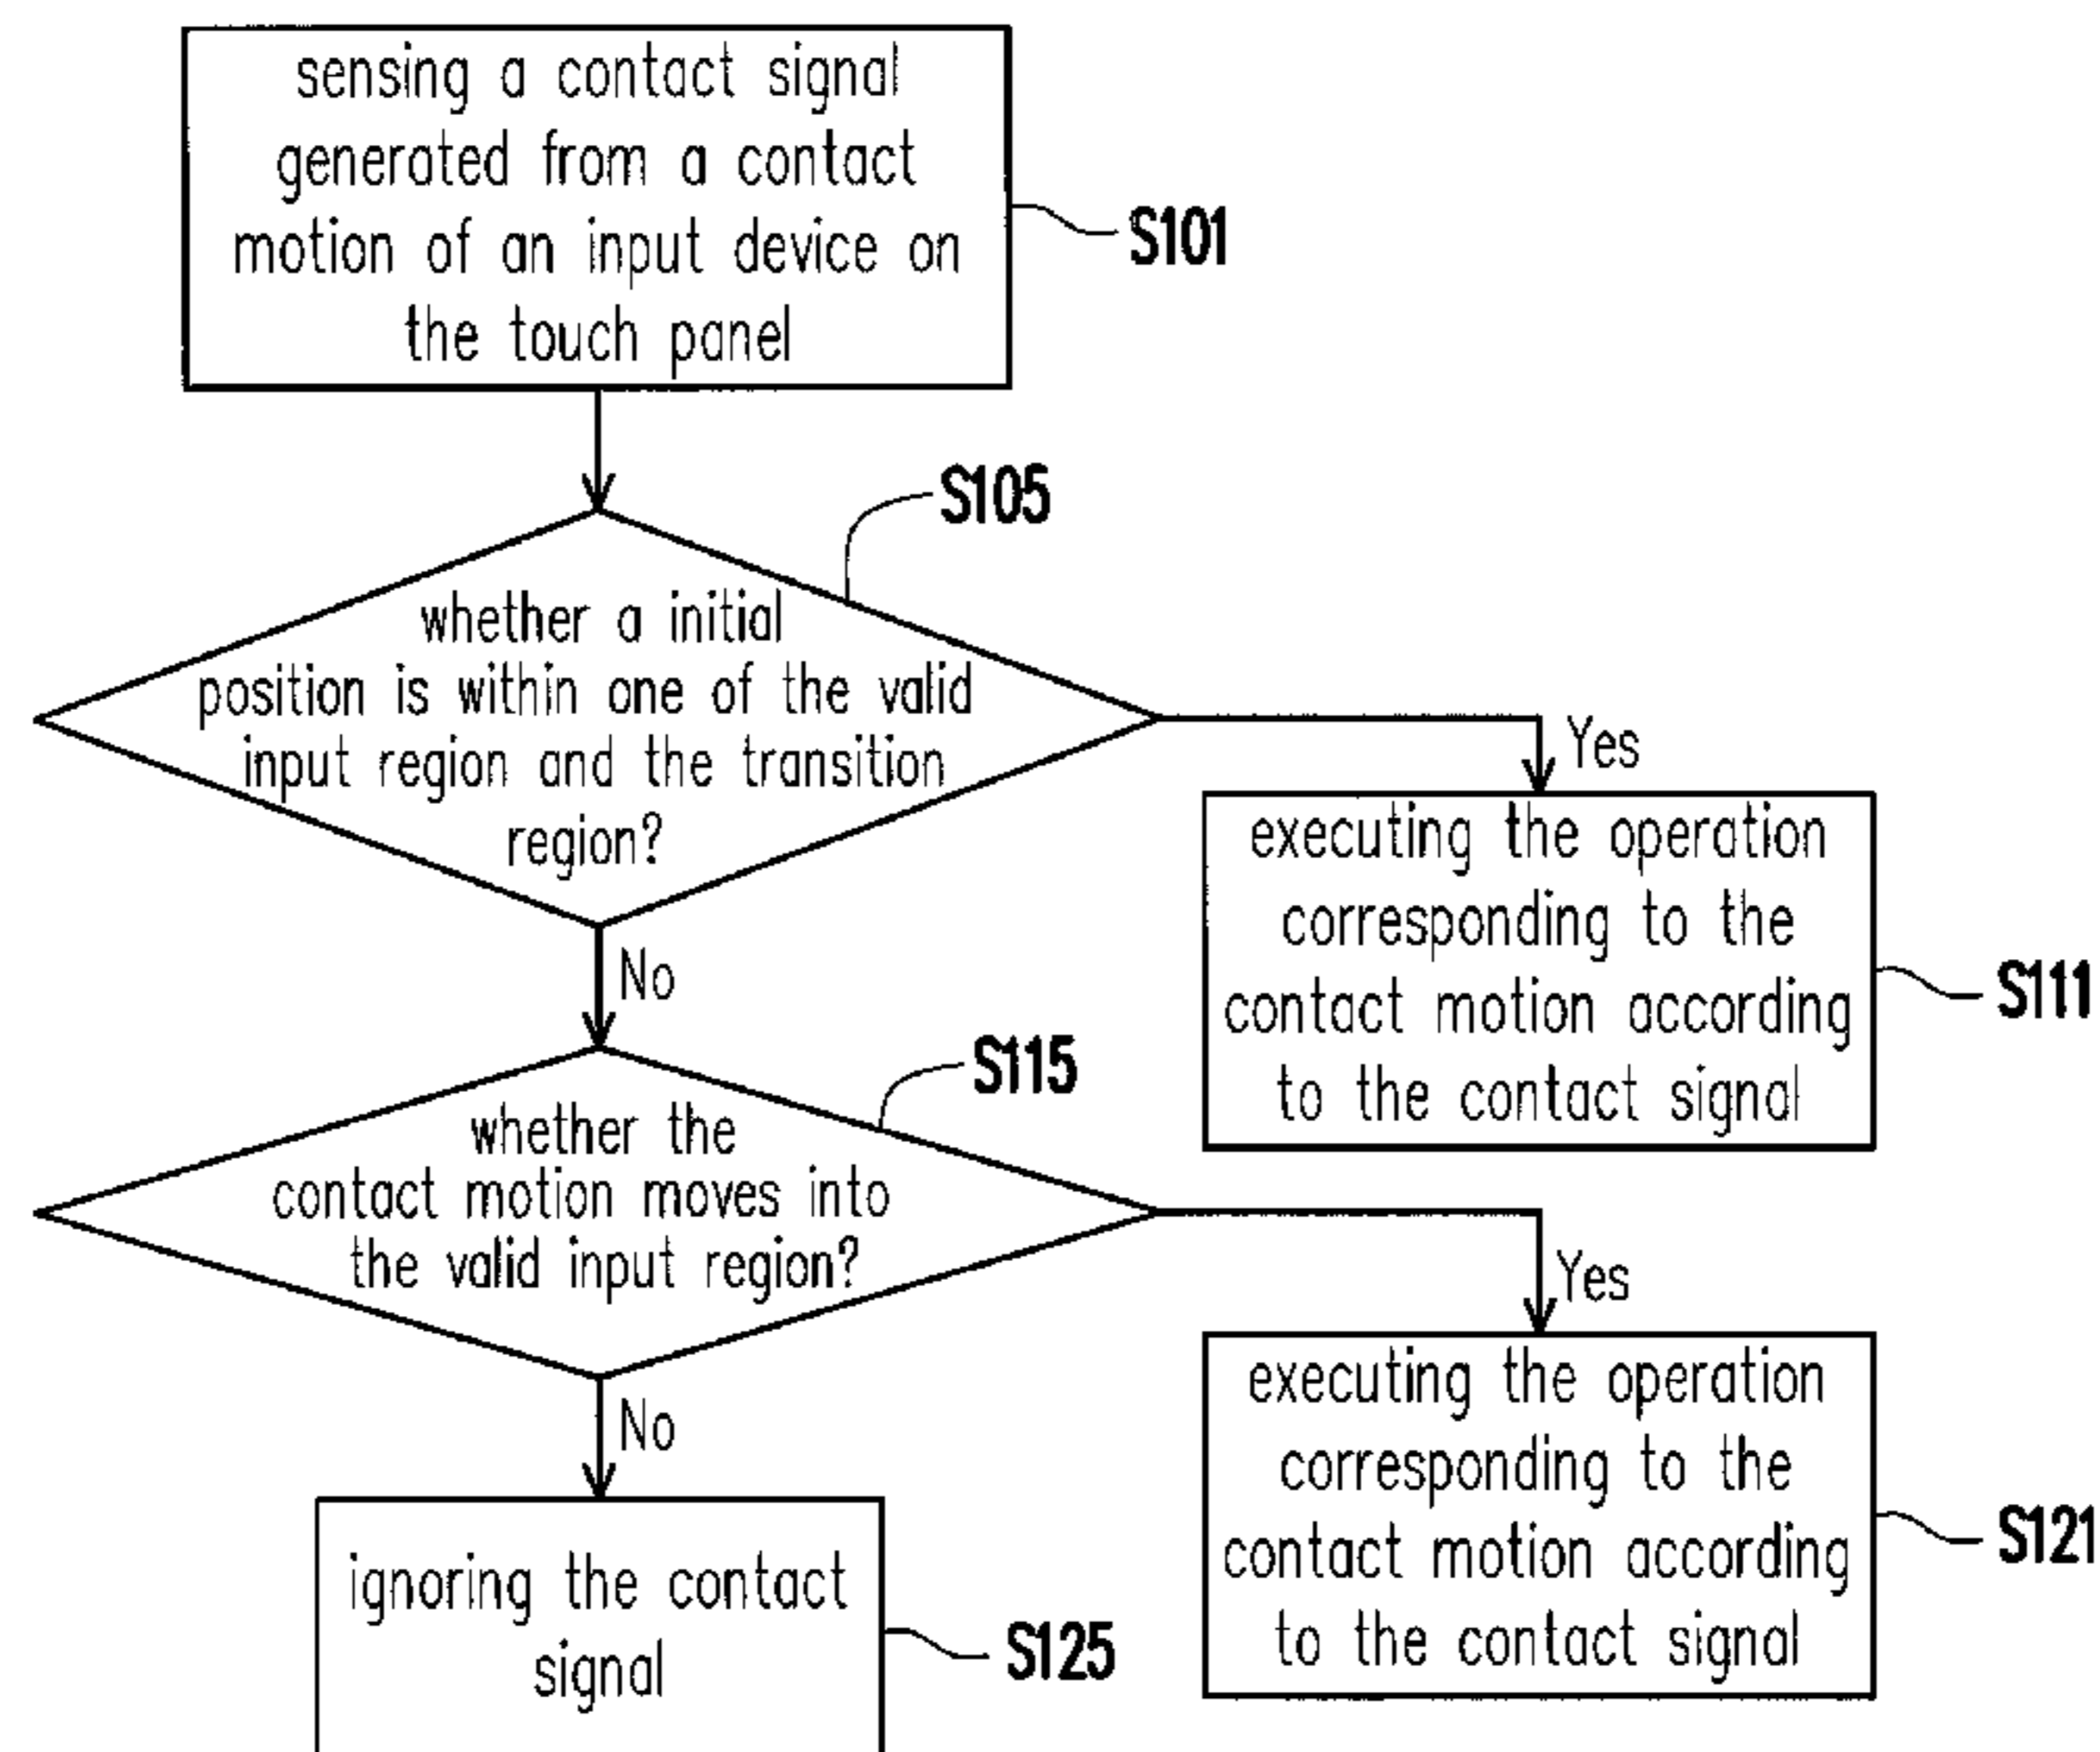 sensing a contact signal
generated from a contact
motion of an input device on
the touch panel
S101
S105
whether a initial
position is within one of the valid
input region and the transition
region?
Yes
executing the operation
corresponding to the
contact motion according
to the contact signal
S111
No
S115
whether the
contact motion moves into
the valid input region?
Yes
executing the operation
corresponding to the
contact motion according
to the contact signal
S121
No
ignoring the contact
signal
S125